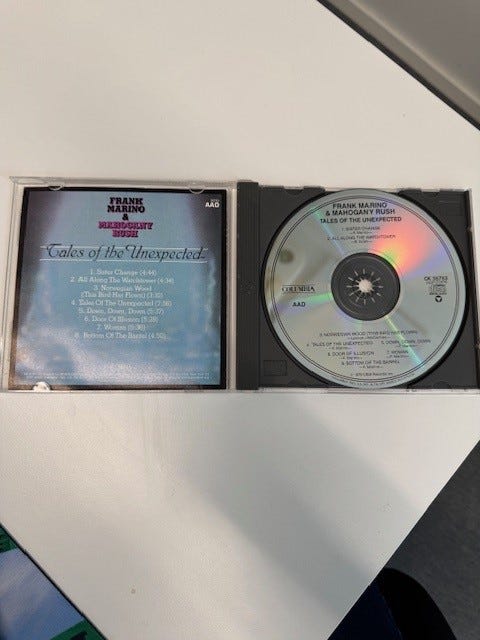 AAD
FRANK
MARINO
&
MAHOGANY
RUSH
Tales of the Unexpected
1. Sister Change (4:44)
2. All Along The Watchtower (4:34)
3. Norwegian Wood
(This Bird Has Flown) (3:10)
4. Tales Of The Unexpected (7:56)
5. Down, Down, Down (5:37)
6. Door Of Illusion (5:28)
7. Woman (5:36)
8. Bottom Of The Barrel (4:50)
FRANK MARINO
& MAHOGANY RUSH
TALES OF THE UNEXPECTED
1. SISTER CHANGE
2. ALL ALONG THE WATCHTOWER
COLUMBIA
AAD
3. NORWEGIAN WOOD (THIS BIRD HAS FLOWN)
4. TALES OF THE UNEXPECTED 5. DOWN, DOWN, DOWN
6. DOOR OF ILLUSION 7. WOMAN
8. BOTTOM OF THE BARREL